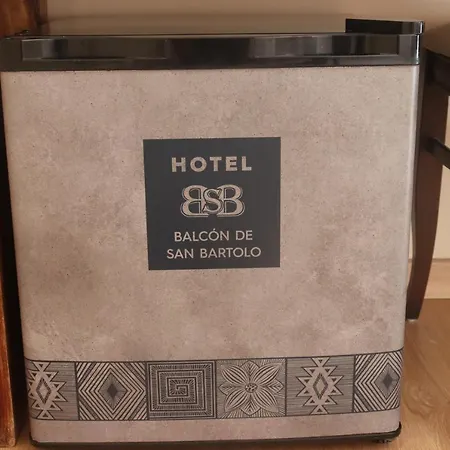 HOTEL
BSB
BALCÓN DE
SAN BARTOLO